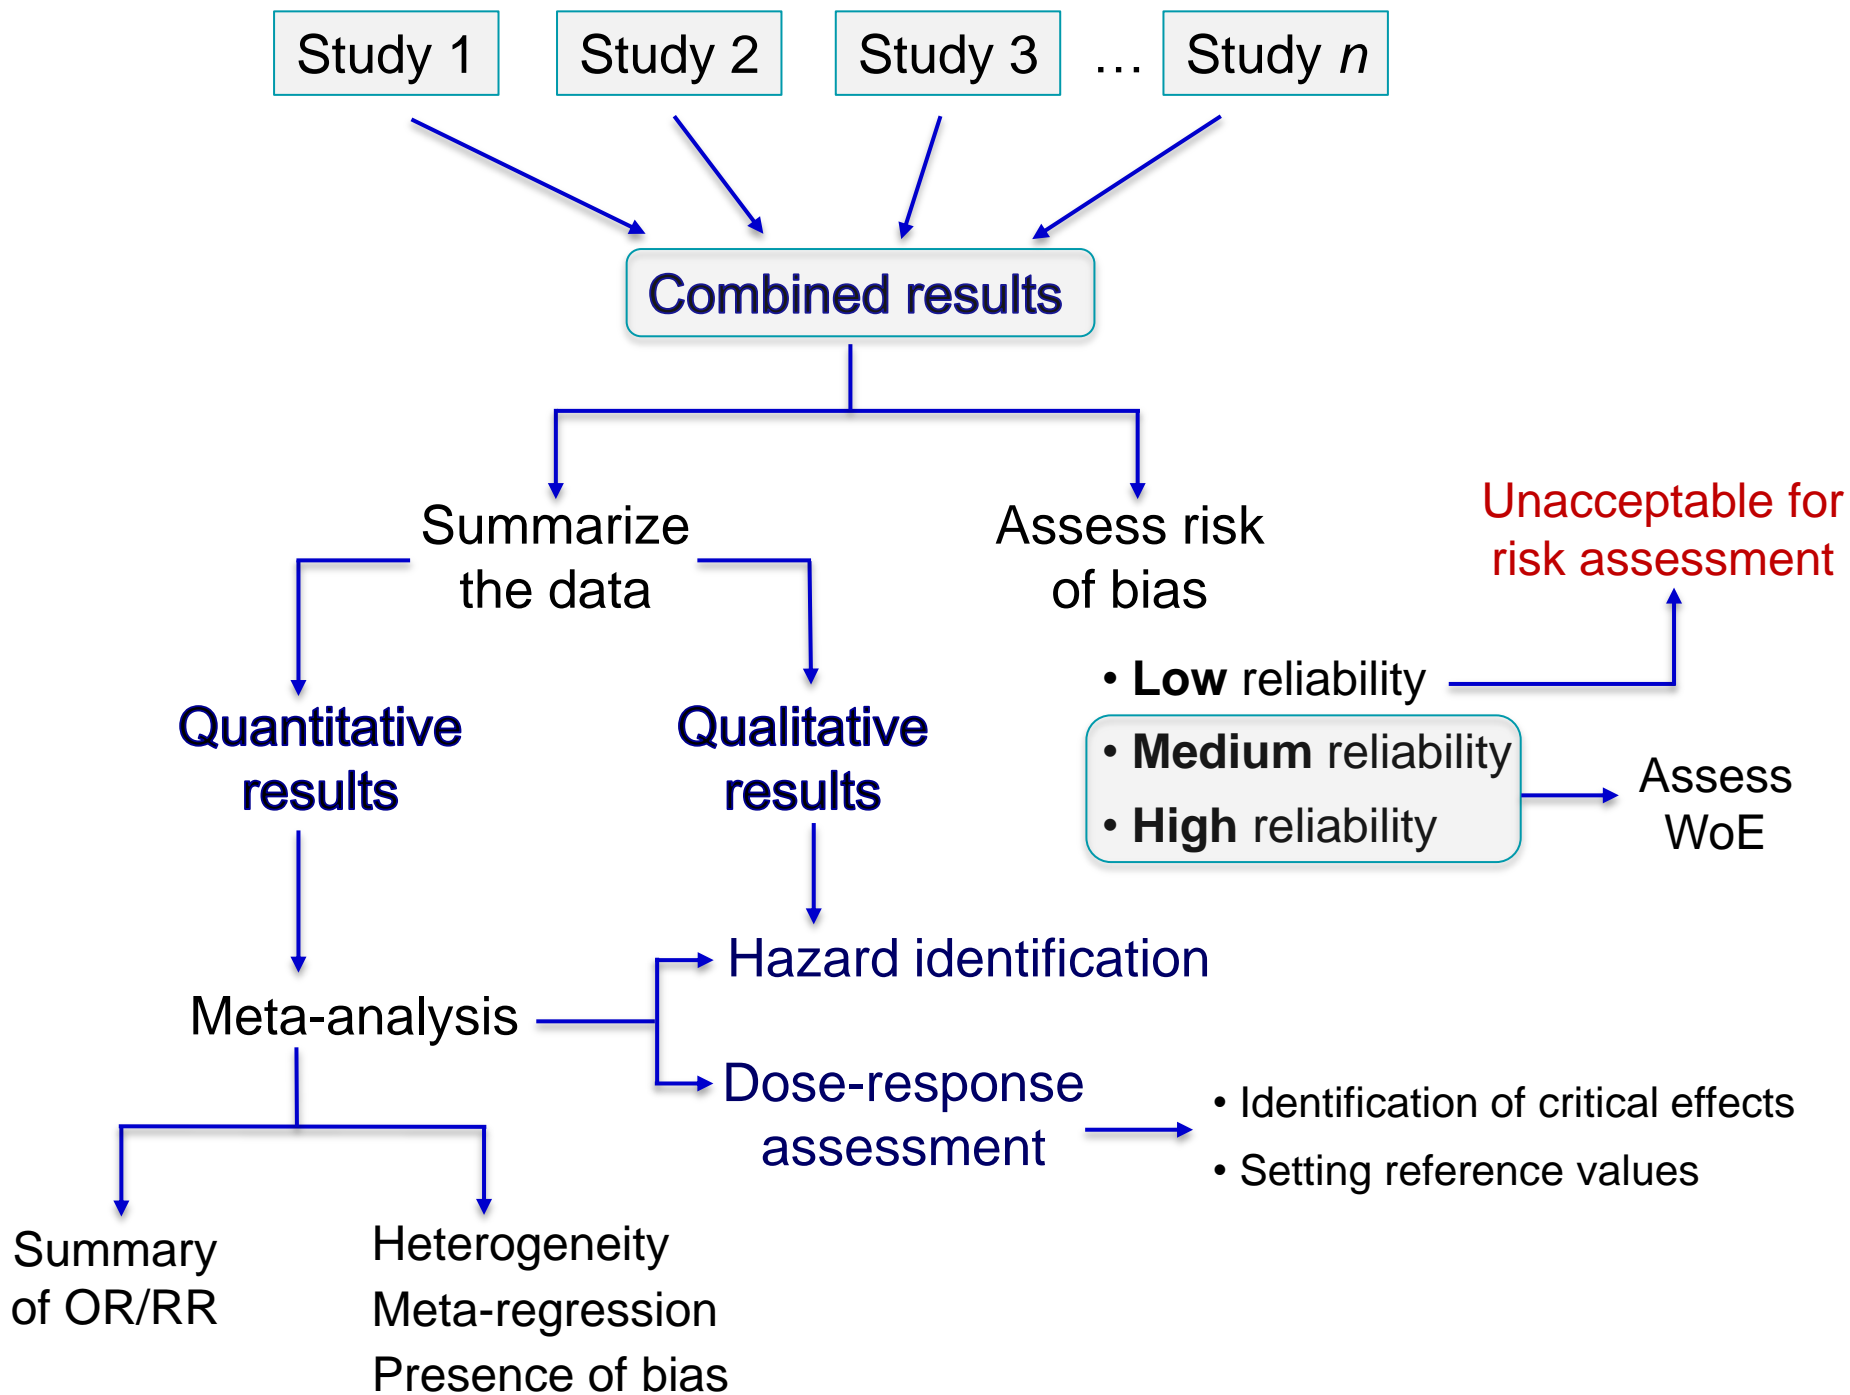 Study 1
Study 2
Study 3
…
Study n
Combined results
Summarize
the data
Assess risk
of bias
Unacceptable for
risk assessment
• Low reliability
• Medium reliability
• High reliability
Assess
WoE
Quantitative
results
Qualitative
results
Hazard identification
Meta-analysis
Dose-response
assessment
• Identification of critical effects
• Setting reference values
Summary
of OR/RR
Heterogeneity
Meta-regression
Presence of bias